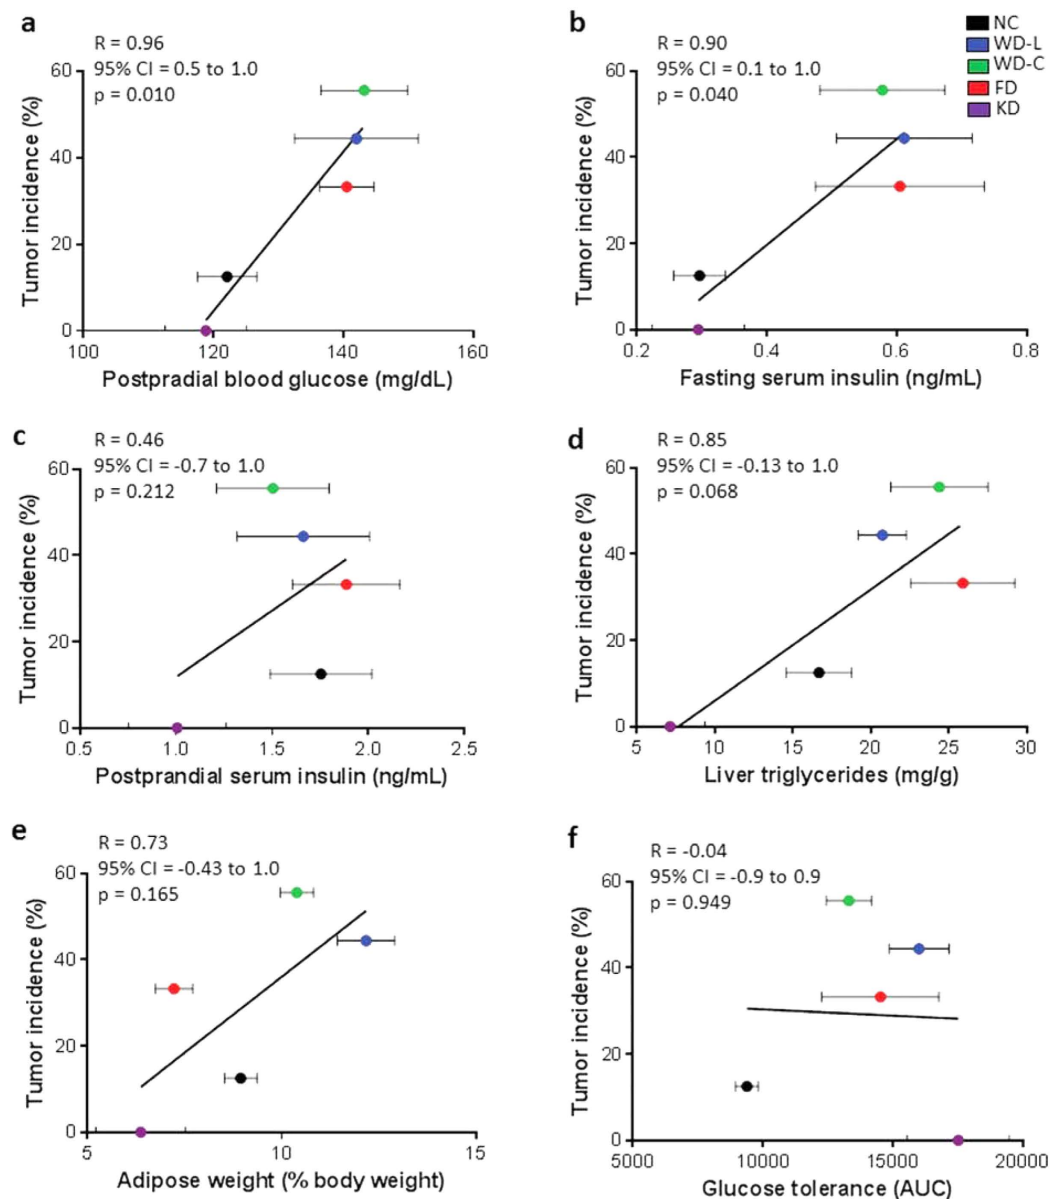 a
R = 0.96
95% CI = 0.5 to 1.0
p = 0.010
60
40
20
0
100
120
140
160
Tumor incidence (%)
Postpradial blood glucose (mg/dL)
b
R = 0.90
95% CI = 0.1 to 1.0
p = 0.040
60
40
20
0
0.2
0.4
0.6
0.8
Tumor incidence (%)
Fasting serum insulin (ng/mL)
NC
WD-L
WD-C
FD
KD
c
R = 0.46
95% CI = -0.7 to 1.0
p = 0.212
60
40
20
0
0.5
1.0
1.5
2.0
2.5
Tumor incidence (%)
Postprandial serum insulin (ng/mL)
d
R = 0.85
95% CI = -0.13 to 1.0
p = 0.068
60
40
20
0
5
10
15
20
25
30
Tumor incidence (%)
Liver triglycerides (mg/g)
e
R = 0.73
95% CI = -0.43 to 1.0
p = 0.165
60
40
20
0
5
10
15
Tumor incidence (%)
Adipose weight (% body weight)
f
R = -0.04
95% CI = -0.9 to 0.9
p = 0.949
60
40
20
0
5000
10000
15000
20000
Tumor incidence (%)
Glucose tolerance (AUC)